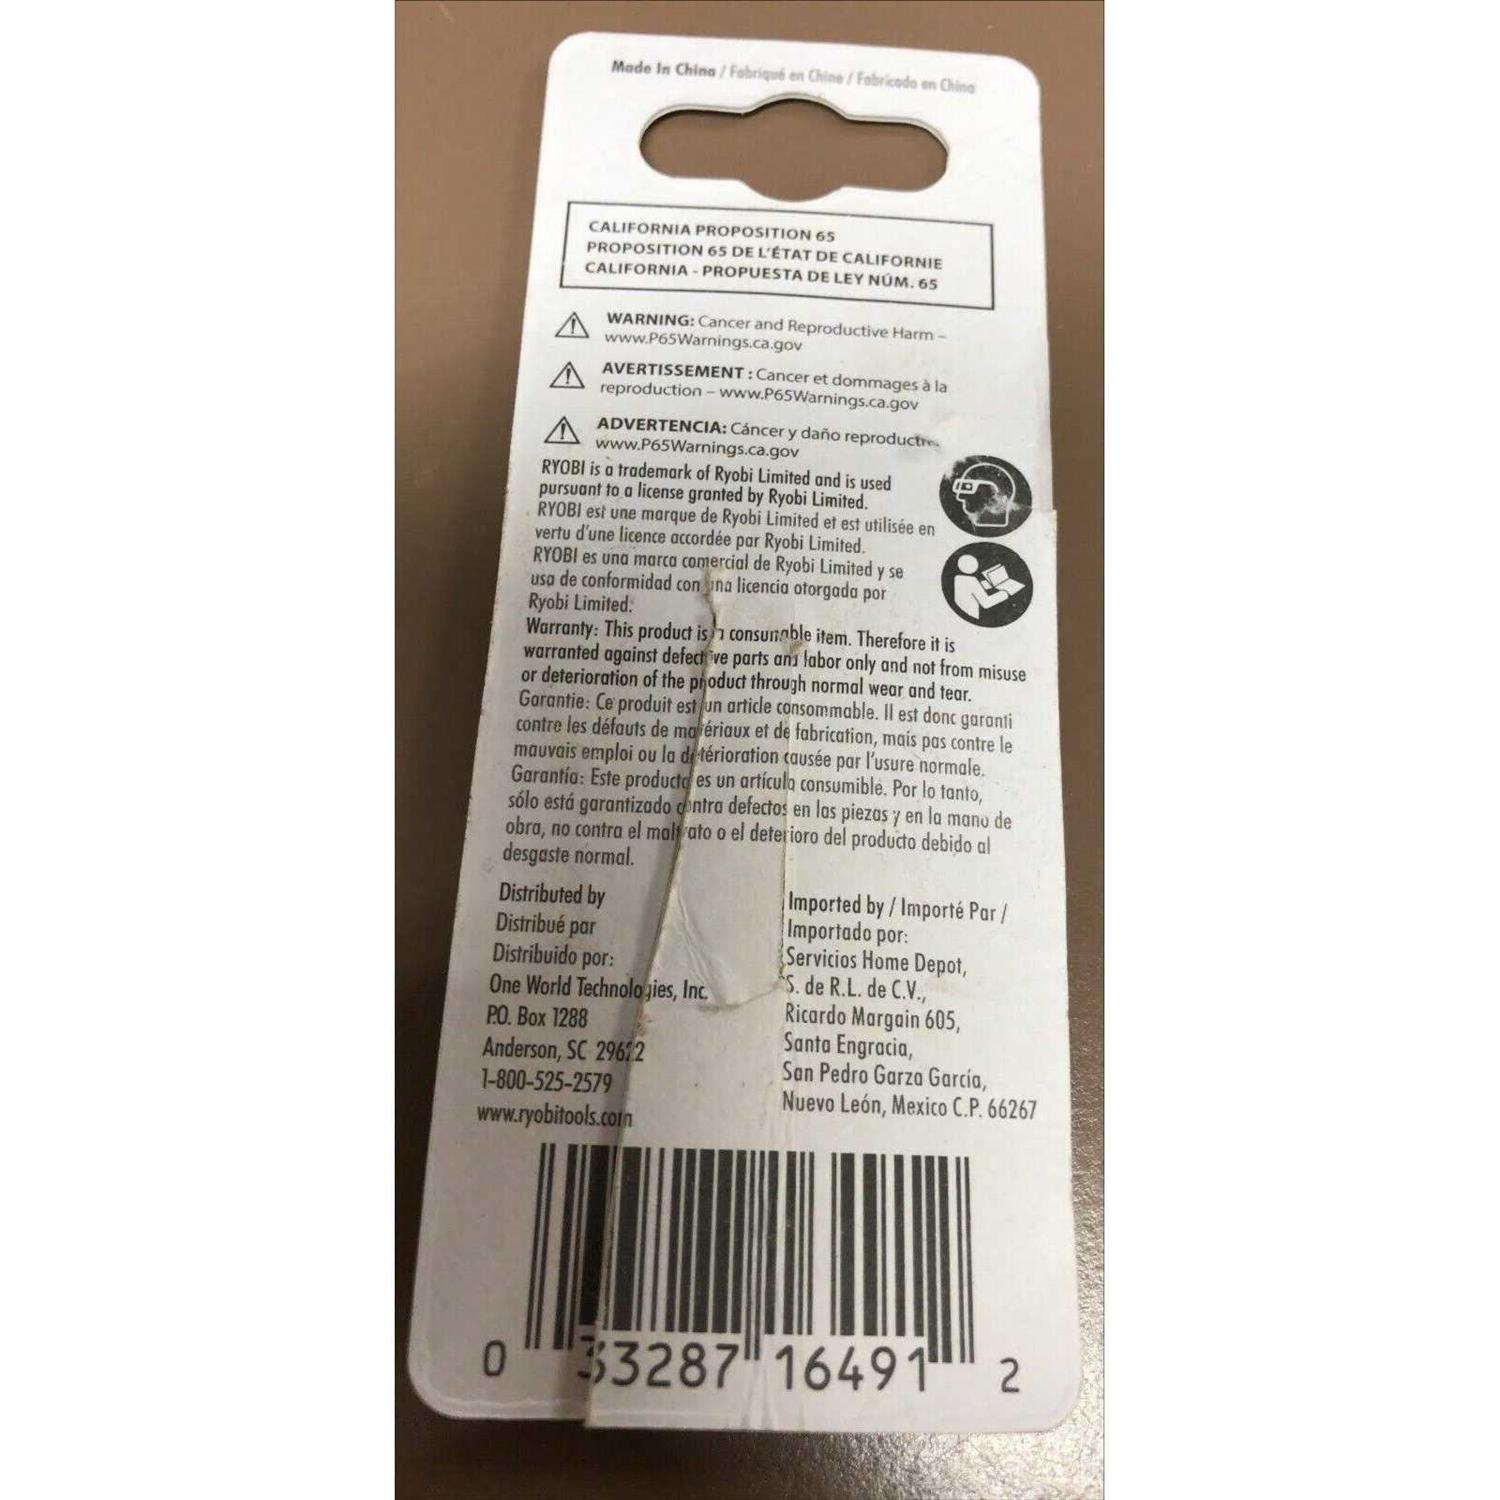 Made In China / Fabriqué en Chine / Fabricado en China
CALIFORNIA PROPOSITION 65
PROPOSITION 65 DE L'ÉTAT DE CALIFORNIE
CALIFORNIA - PROPUESTA DE LEY NÚM. 65
WARNING: Cancer and Reproductive Harm –
www.P65Warnings.ca.gov
AVERTISSEMENT : Cancer et dommages à la
reproduction – www.P65Warnings.ca.gov
ADVERTENCIA: Cáncer y daño
www.P65Warnings.ca.gov
RYOBI is a trademark of Ryobi Limited and is used
pursuant to a license granted by Ryobi Limited.
RYOBI est une marque de Ryobi Limited et est utilisée en
vertu d'une licence accordée par Ryobi Limited.
RYOBI es una marca comercial de Ryobi Limited y se
usa de conformidad con una licencia otorgada por
Ryobi Limited.
Warranty: This product is a consumable item. Therefore it is
warranted against defective parts and labor only and not from misuse
or deterioration of the product through normal wear and tear.
Garantie: Ce produit est un article consommable. Il est donc garanti
contre les défauts de matériaux et de fabrication, mais pas contre le
mauvais emploi ou la détérioration causée par l'usure normale.
Garantía: Este producto es un artículo consumible. Por lo tanto,
sólo está garantizado contra defectos en las piezas y en la mano de
obra, no contra el maltrato o el deterioro del producto debido al
desgaste normal.
Distributed by
Distribué par
Distribuido por:
One World Technologies, Inc.
P.O. Box 1288
Anderson, SC 29622
1-800-525-2579
www.ryobitools.com
Imported by / Importé Par /
Importado por:
Servicios Home Depot,
S. de R.L. de C.V.,
Ricardo Margain 605,
Santa Engracia,
San Pedro Garza García,
Nuevo León, Mexico C.P. 66267
0 33287 16491 2